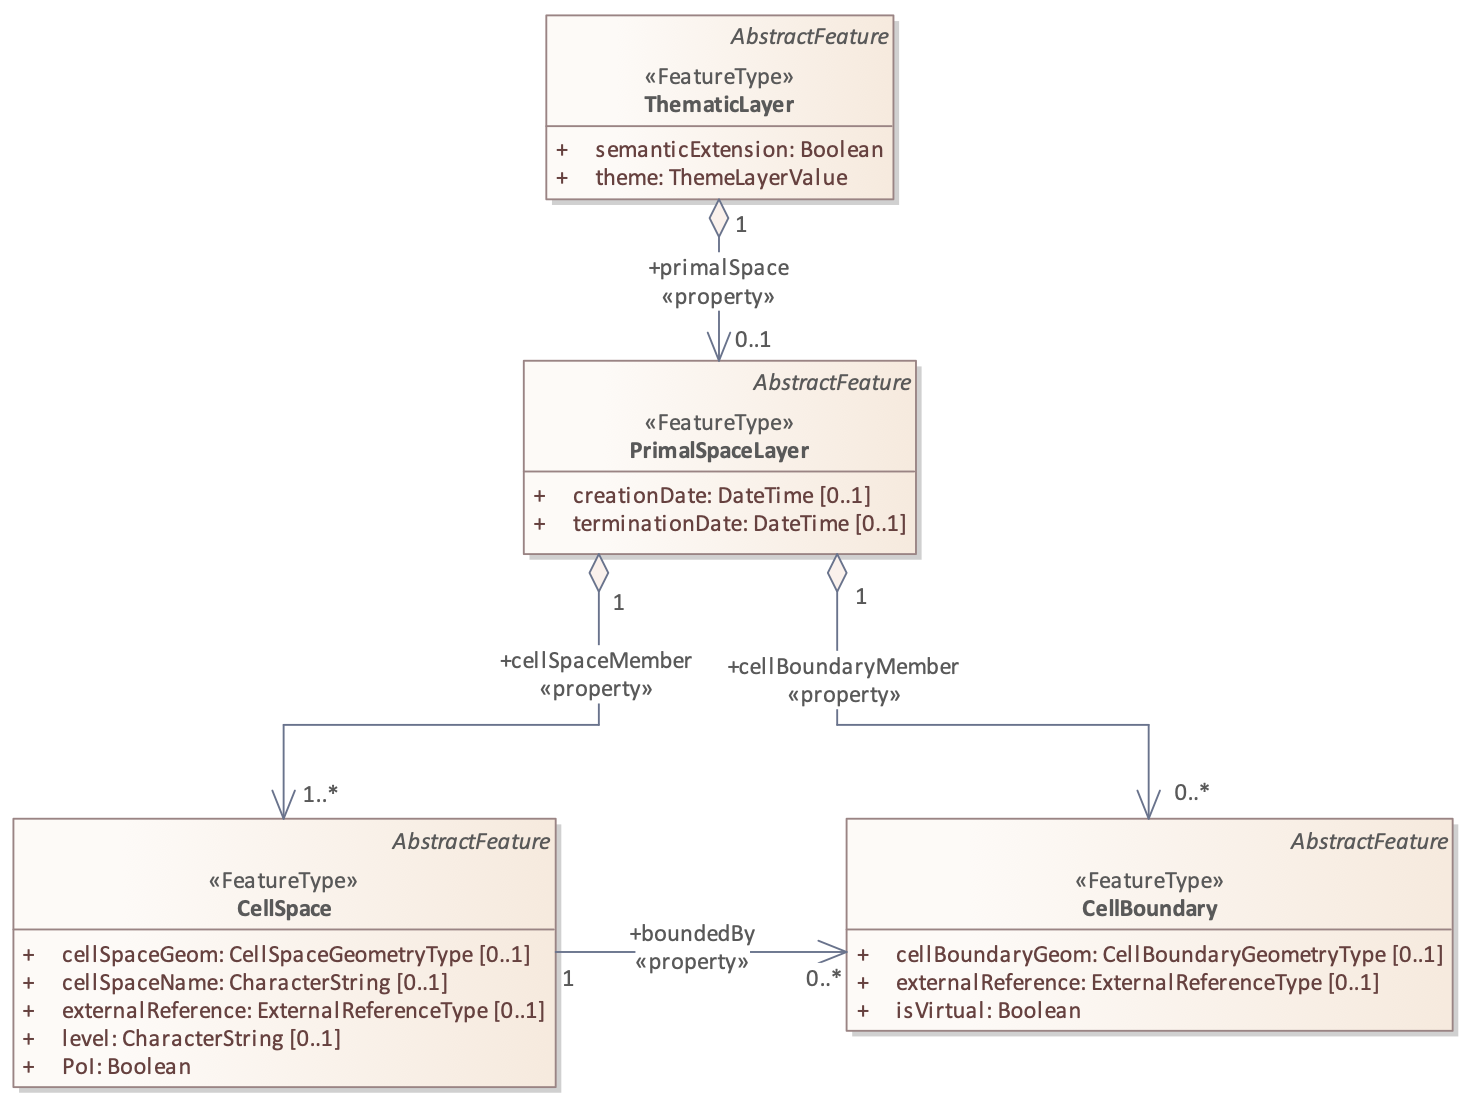 AbstractFeature
«FeatureType»
ThematicLayer
+ semanticExtension: Boolean
+ theme: ThemeLayerValue
1
+primalSpace
«property»
0..1
AbstractFeature
«FeatureType»
PrimalSpaceLayer
+ creationDate: DateTime [0..1]
+ terminationDate: DateTime [0..1]
1
1
+cellSpaceMember
«property»
+cellBoundaryMember
«property»
1..*
0..*
AbstractFeature
«FeatureType»
CellSpace
+ cellSpaceGeom: CellSpaceGeometryType [0..1]
+ cellSpaceName: CharacterString [0..1]
+ externalReference: ExternalReferenceType [0..1]
+ level: CharacterString [0..1]
+ PoI: Boolean
+boundedBy
«property»
1
0..*
AbstractFeature
«FeatureType»
CellBoundary
+ cellBoundaryGeom: CellBoundaryGeometryType [0..1]
+ externalReference: ExternalReferenceType [0..1]
+ isVirtual: Boolean